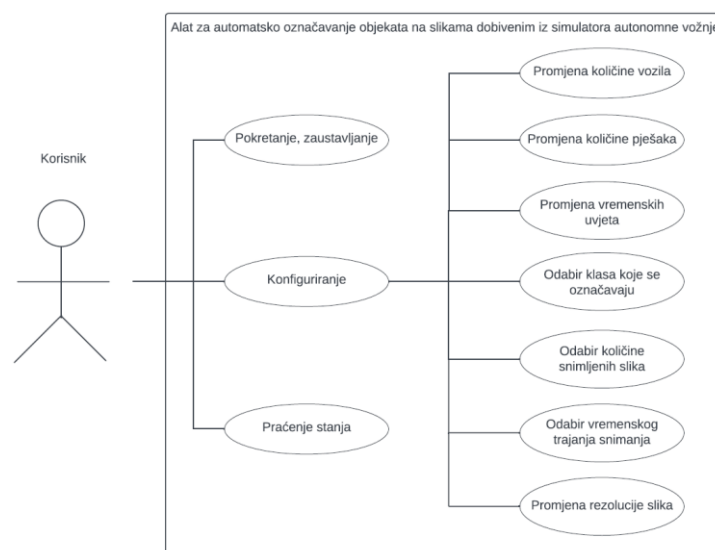 Alat za automatsko označavanje objekata na slikama dobivenim iz simulatora autonomne vožnje
Korisnik
Pokretanje, zaustavljanje
Konfiguriranje
Praćenje stanja
Promjena količine vozila
Promjena količine pješaka
Promjena vremenskih
uvjeta
Odabir klasa koje se
označavaju
Odabir količine
snimljenih slika
Odabir vremenskog
trajanja snimanja
Promjena rezolucije slika